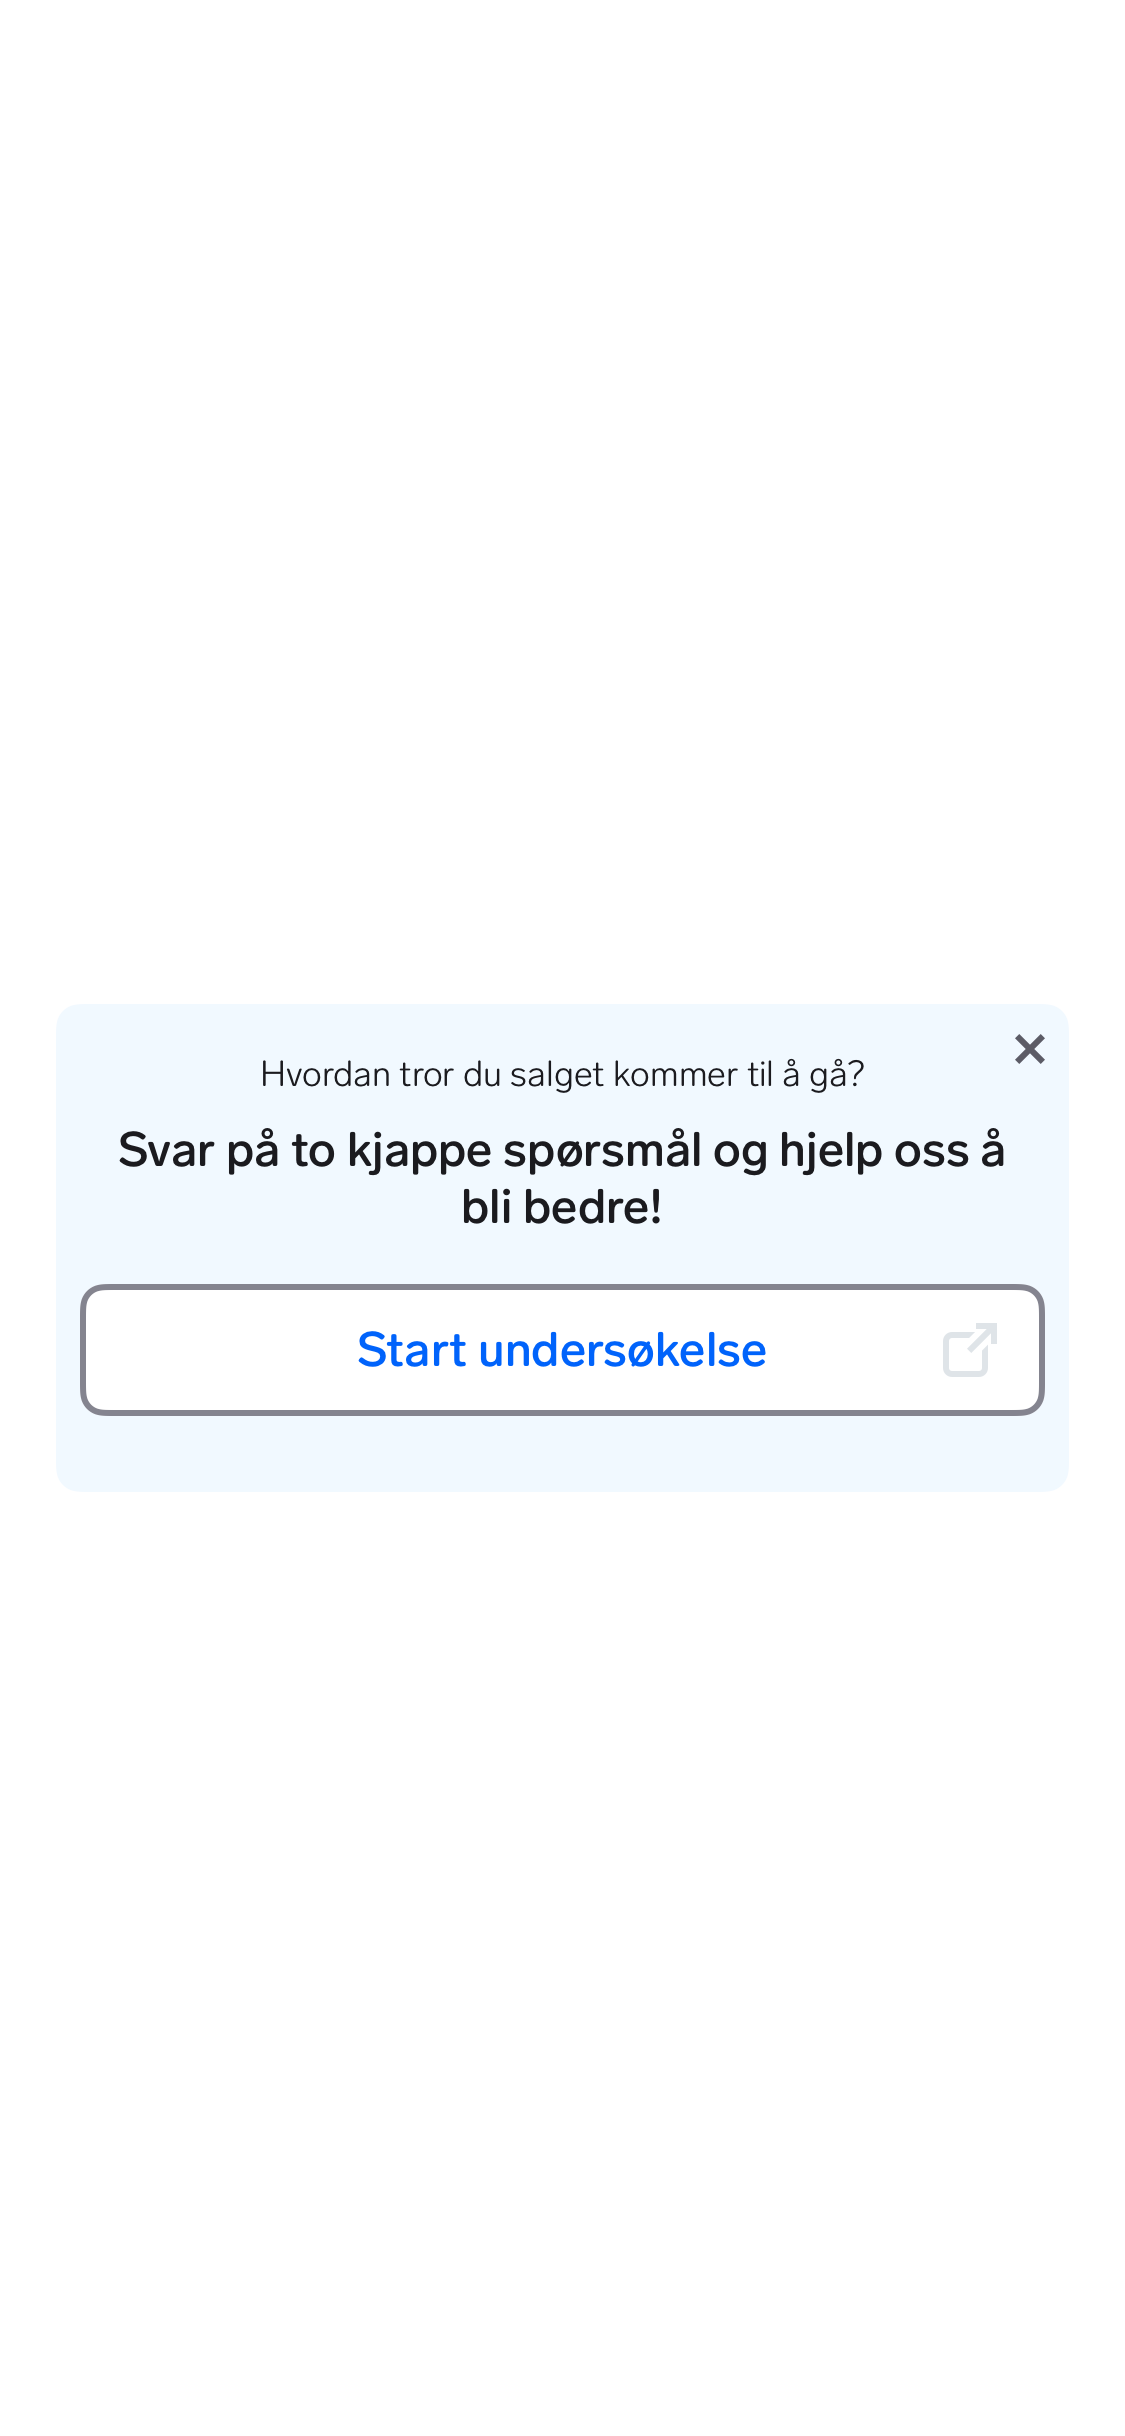 Hvordan tror du salget kommer til å gå?
Svar på to kjappe spørsmål og hjelp oss å
bli bedre!
Start undersøkelse